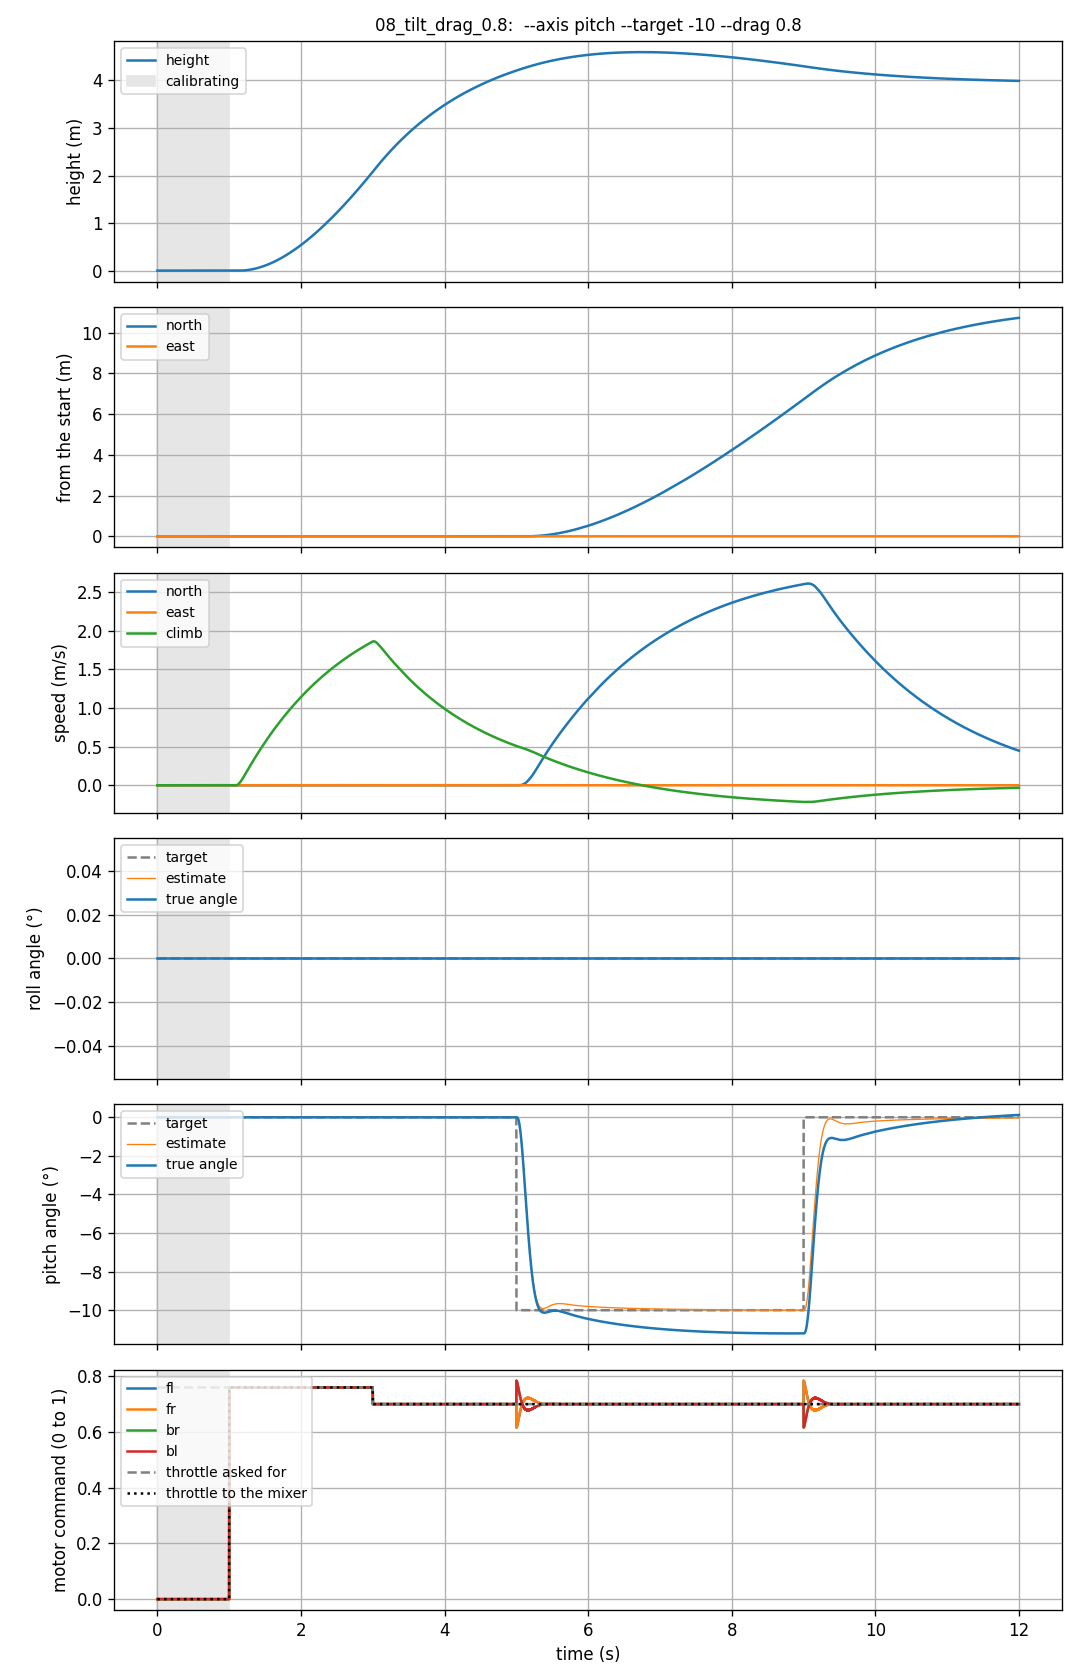 08_tilt_drag_0.8:  --axis pitch --target -10 --drag 0.8
height (m)
4
3
2
1
0
height
calibrating
from the start (m)
10
8
6
4
2
0
north
east
speed (m/s)
2.5
2.0
1.5
1.0
0.5
0.0
north
east
climb
roll angle (°)
0.04
0.02
0.00
−0.02
−0.04
target
estimate
true angle
pitch angle (°)
0
−2
−4
−6
−8
−10
target
estimate
true angle
motor command (0 to 1)
0.8
0.6
0.4
0.2
0.0
fl
fr
br
bl
throttle asked for
throttle to the mixer
0 2 4 6 8 10 12
time (s)